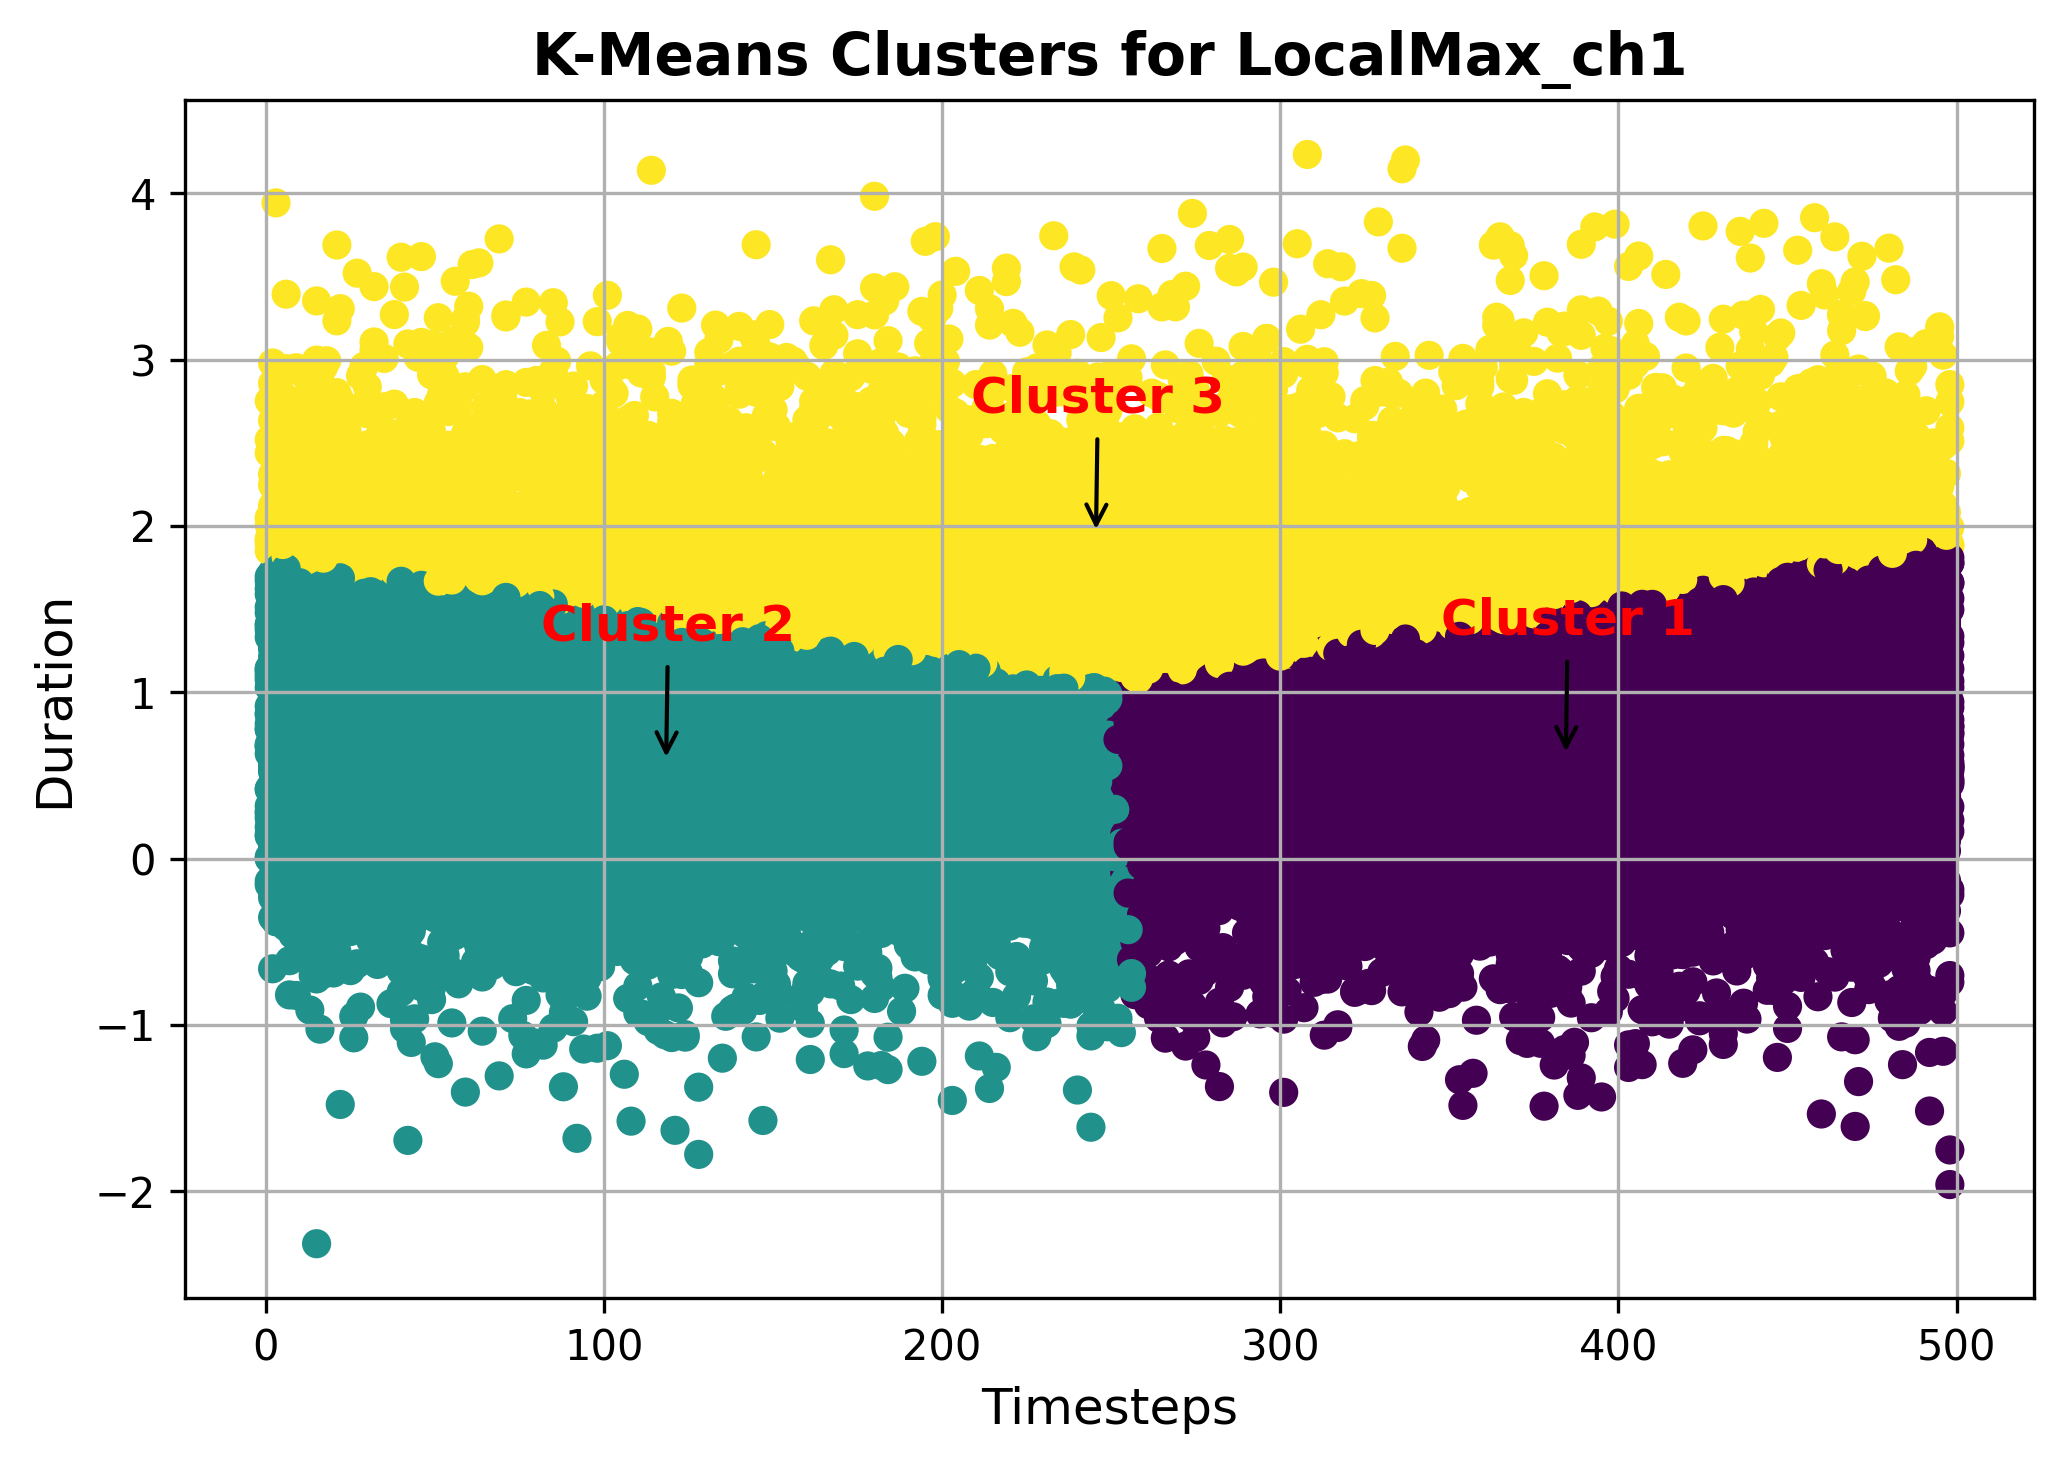 K-Means Clusters for LocalMax_ch1
4
3
2
1
0
−1
−2
Duration
Cluster 3
Cluster 2
Cluster 1
0 100 200 300 400 500
Timesteps